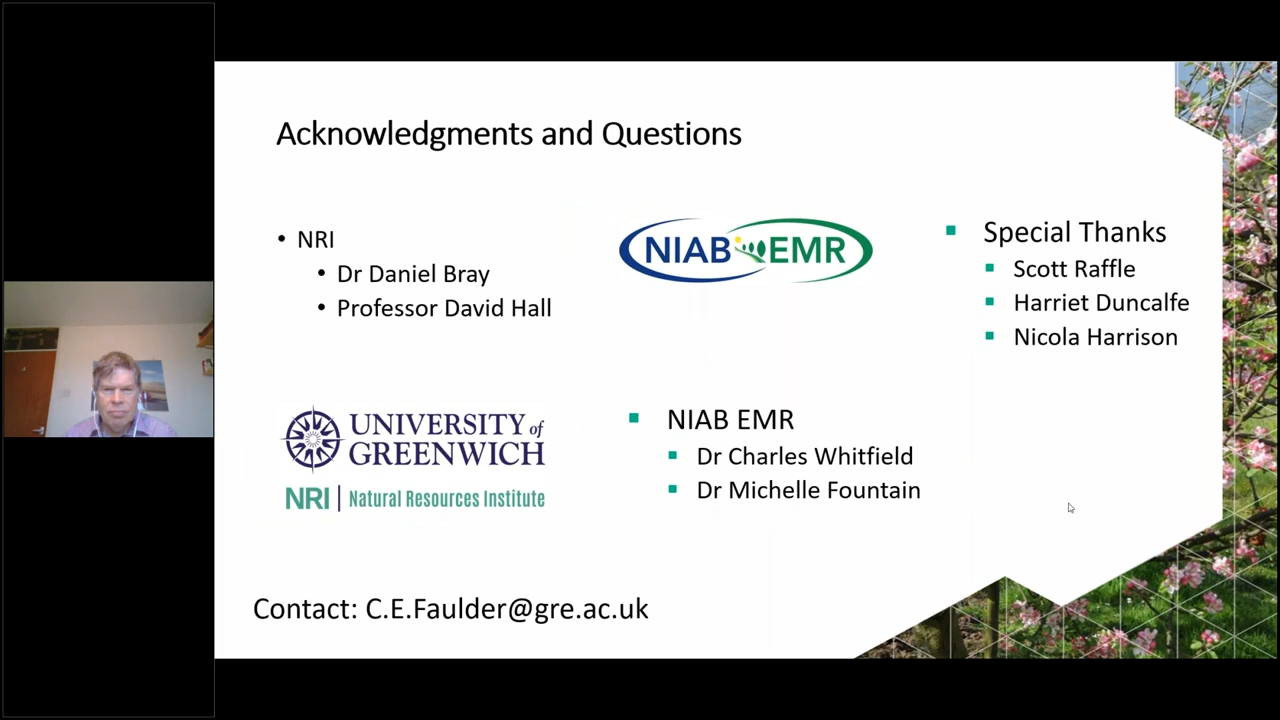 Acknowledgments and Questions
• NRI
• Dr Daniel Bray
• Professor David Hall
NIAB EMR
▪ Special Thanks
▪ Scott Raffle
▪ Harriet Duncalfe
▪ Nicola Harrison
UNIVERSITY of
GREENWICH
NRI | Natural Resources Institute
▪ NIAB EMR
▪ Dr Charles Whitfield
▪ Dr Michelle Fountain
Contact: C.E.Faulder@gre.ac.uk